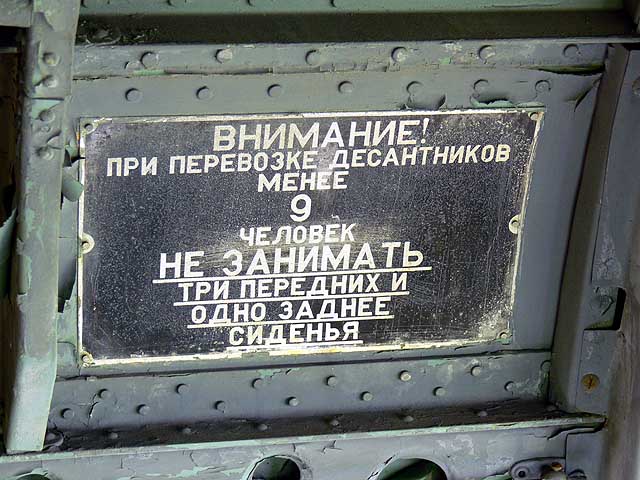 ВНИМАНИЕ!
ПРИ ПЕРЕВОЗКЕ ДЕСАНТНИКОВ
МЕНЕЕ
9
ЧЕЛОВЕК
НЕ ЗАНИМАТЬ
ТРИ ПЕРЕДНИХ И
ОДНО ЗАДНЕЕ
СИДЕНЬЯ